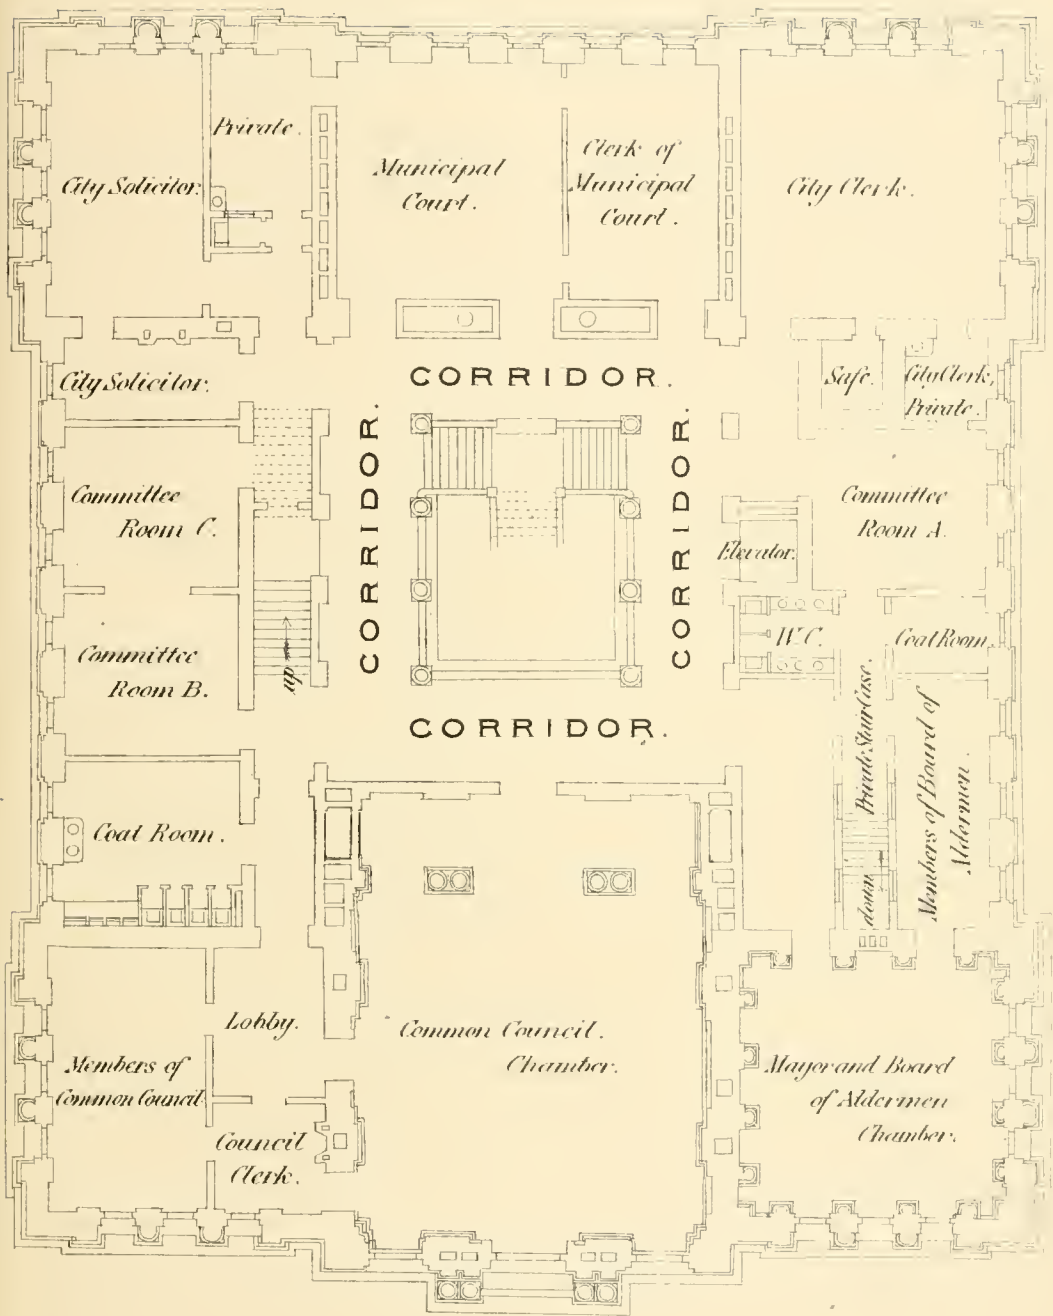 Private.
City Solicitor.
Municipal
Court.
Clerk of
Municipal
Court.
City Clerk.
City Solicitor.
CORRIDOR.
Safe.
City Clerk,
Private.
CORRIDOR.
CORRIDOR.
Committee
Room C.
Committee
Room A.
Elevator.
W.C.
Coat Room.
Committee
Room B.
up
CORRIDOR.
Private StairCase.
down
Members of Board of
Aldermen.
Coat Room.
Lobby.
Common Council.
Chamber.
Members of
Common Council
Mayor and Board
of Aldermen
Chamber.
Council
Clerk.